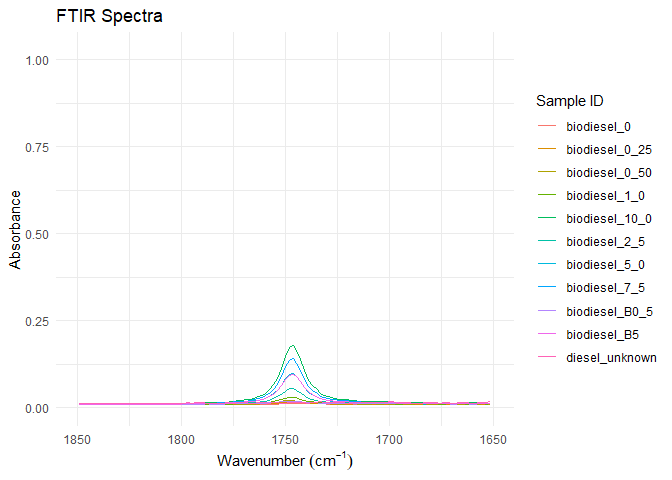 FTIR Spectra
1.00
0.75
0.50
0.25
0.00
Absorbance
1850
1800
1750
1700
1650
Wavenumber (cm⁻¹)
Sample ID
biodiesel_0
biodiesel_0_25
biodiesel_0_50
biodiesel_1_0
biodiesel_10_0
biodiesel_2_5
biodiesel_5_0
biodiesel_7_5
biodiesel_B0_5
biodiesel_B5
diesel_unknown